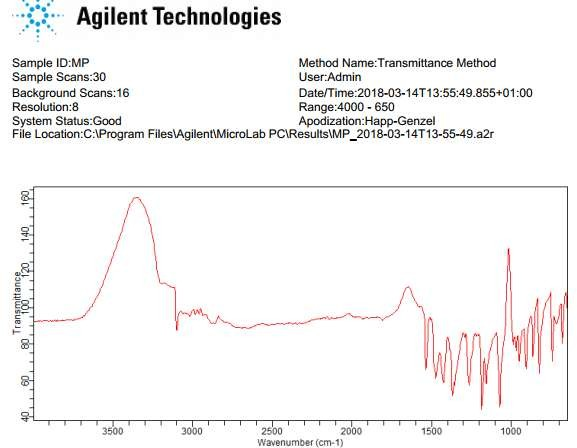 Agilent Technologies
Sample ID:MP
Sample Scans:30
Background Scans:16
Resolution:8
System Status:Good
File Location:C:\Program Files\Agilent\MicroLab PC\Results\MP_2018-03-14T13-55-49.a2r
Method Name:Transmittance Method
User:Admin
Date/Time:2018-03-14T13:55:49.855+01:00
Range:4000 - 650
Apodization:Happ-Genzel
Transmittance
160
140
120
100
80
60
40
3500 3000 2500 2000 1500 1000
Wavenumber (cm-1)